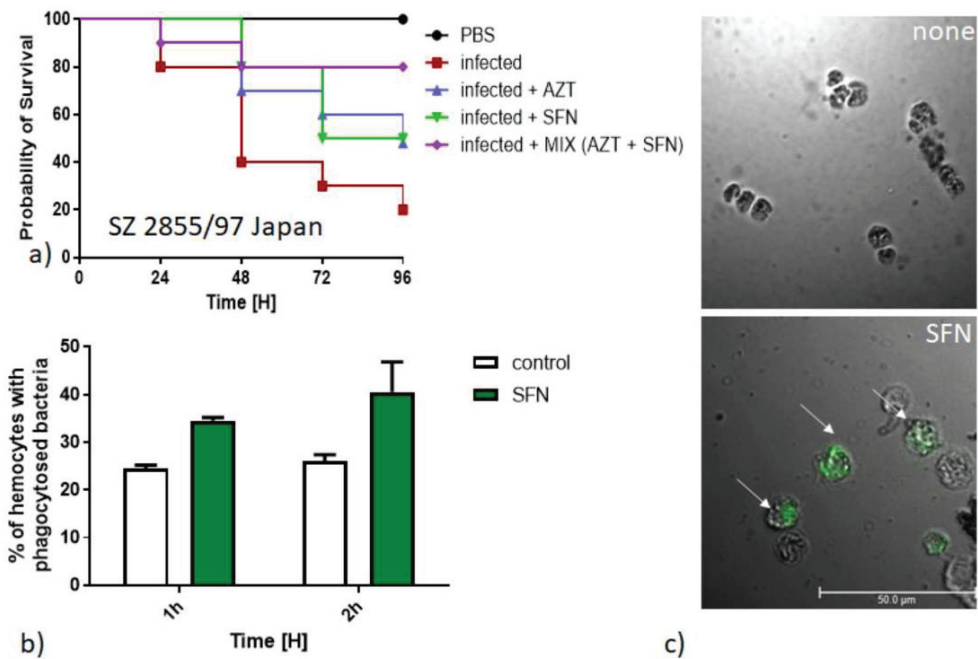 100
80
60
40
20
0
Probability of Survival
SZ 2855/97 Japan
0 24 48 72 96
Time [H]
a)
PBS
infected
infected + AZT
infected + SFN
infected + MIX (AZT + SFN)
50
40
30
20
10
0
% of hemocytes with
phagocytosed bacteria
1h 2h
Time [H]
b)
control
SFN
none
SFN
50.0 µm
c)